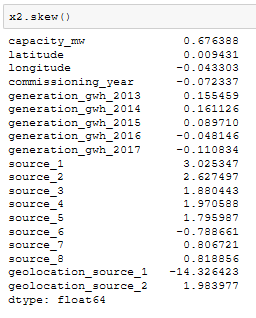 x2.skew()
capacity_mw 0.676388
latitude 0.009431
longitude -0.043303
commissioning_year -0.072337
generation_gwh_2013 0.155459
generation_gwh_2014 0.161126
generation_gwh_2015 0.089710
generation_gwh_2016 -0.048146
generation_gwh_2017 -0.110834
source_1 3.025347
source_2 2.627497
source_3 1.880443
source_4 1.970588
source_5 1.795987
source_6 -0.788661
source_7 0.806721
source_8 0.818856
geolocation_source_1 -14.326423
geolocation_source_2 1.983977
dtype: float64